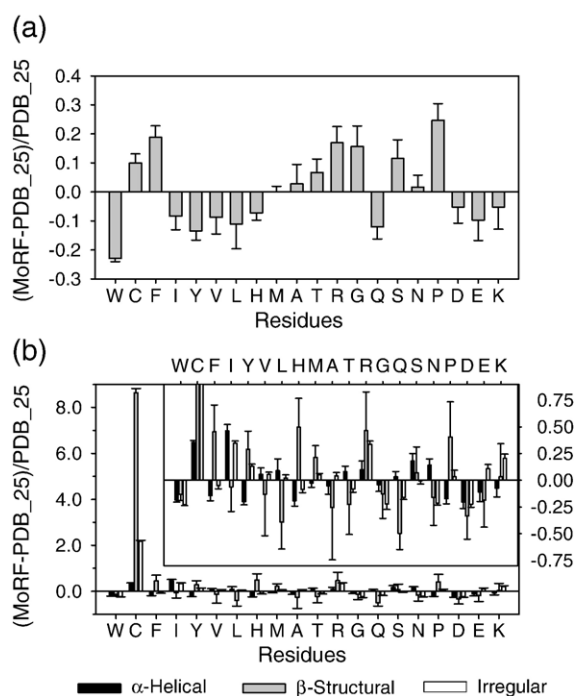 (a)
(MoRF-PDB_25)/PDB_25
0.4
0.3
0.2
0.1
0.0
-0.1
-0.2
-0.3
W C F I Y V L H M A T R G Q S N P D E K
Residues
(b)
W C F I Y V L H M A T R G Q S N P D E K
(MoRF-PDB_25)/PDB_25
8.0
6.0
4.0
2.0
0.0
0.75
0.50
0.25
0.00
-0.25
-0.50
-0.75
W C F I Y V L H M A T R G Q S N P D E K
Residues
α-Helical β-Structural Irregular